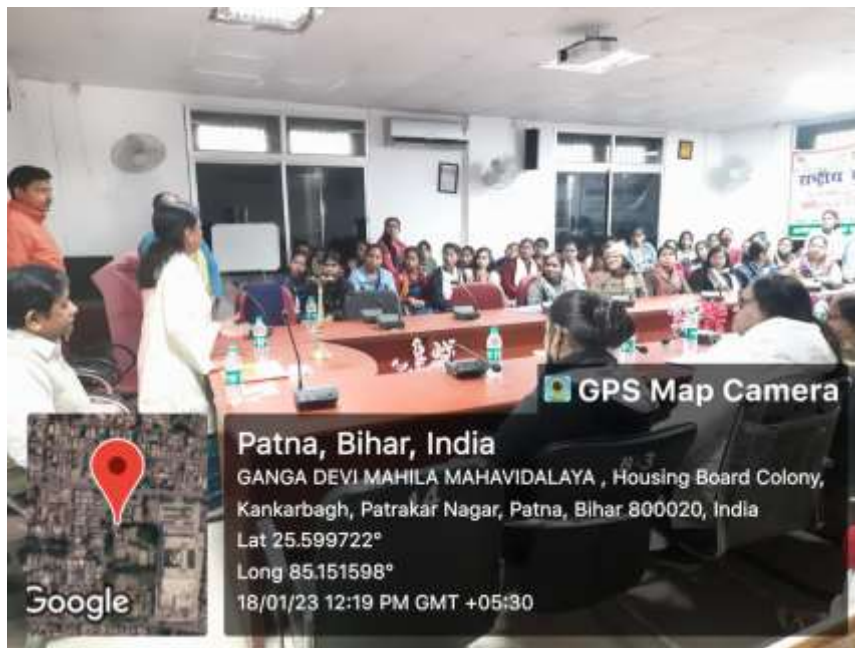 राष्ट्रीय
GPS Map Camera
Patna, Bihar, India
GANGA DEVI MAHILA MAHAVIDALAYA , Housing Board Colony,
Kankarbagh, Patrakar Nagar, Patna, Bihar 800020, India
Lat 25.599722°
Long 85.151598°
18/01/23 12:19 PM GMT +05:30
Google